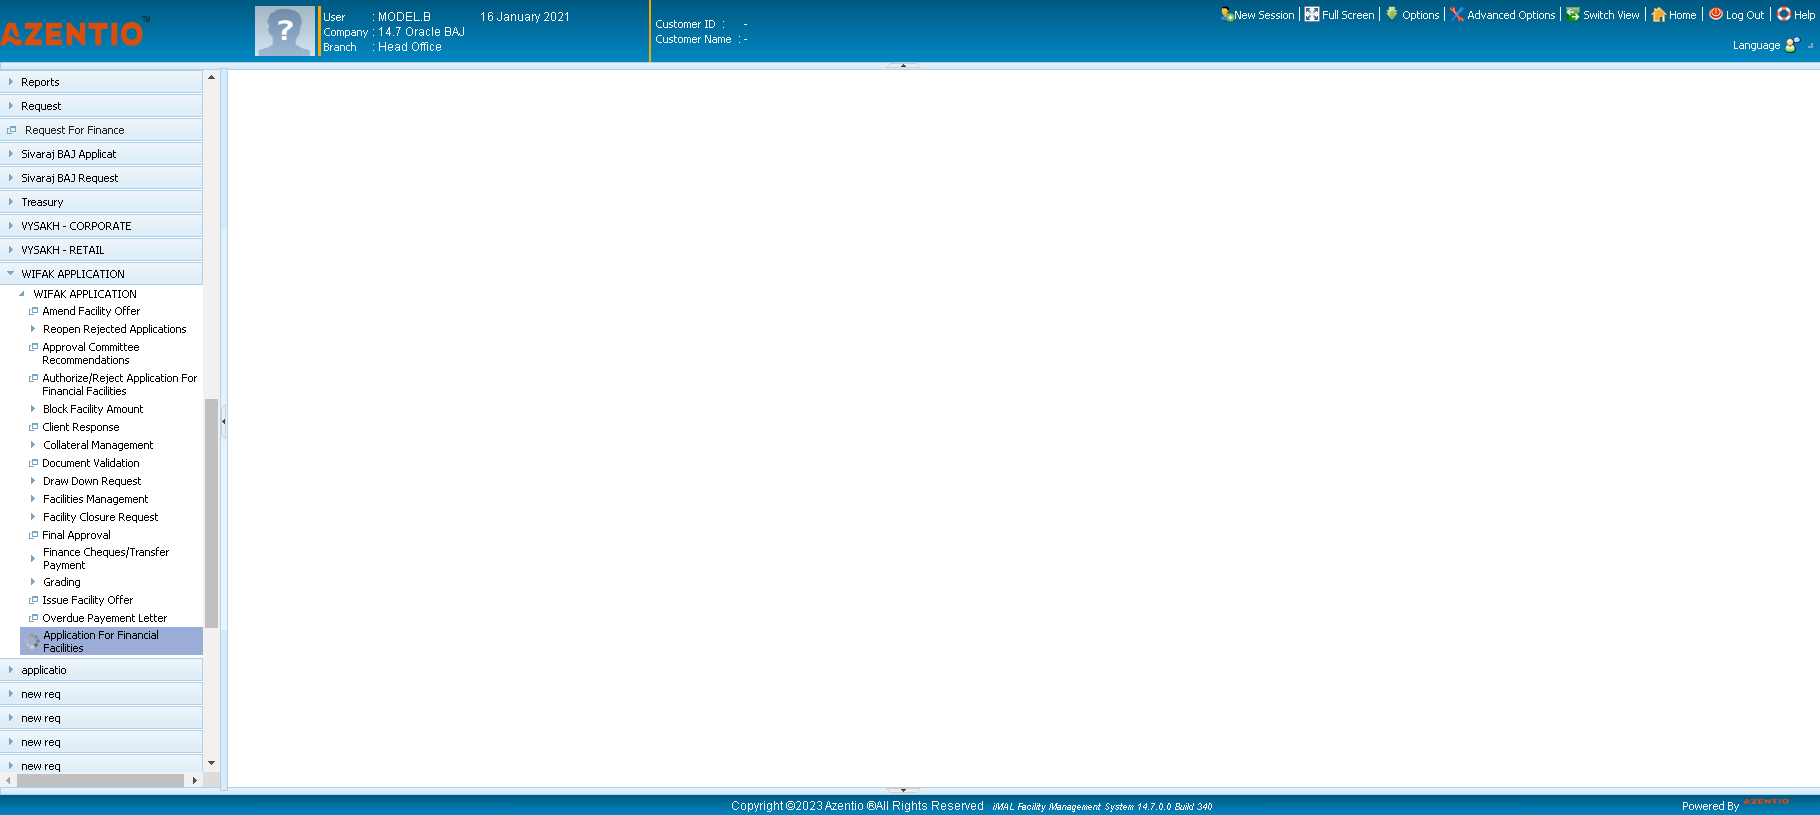 AZENTIO™
User : MODEL.B 16 January 2021
Company : 14.7 Oracle BAJ
Branch : Head Office
Customer ID : -
Customer Name : -
New Session | Full Screen | Options | Advanced Options | Switch View | Home | Log Out | Help
Language
Reports
Request
Request For Finance
Sivaraj BAJ Applicat
Sivaraj BAJ Request
Treasury
VYSAKH - CORPORATE
VYSAKH - RETAIL
WIFAK APPLICATION
WIFAK APPLICATION
Amend Facility Offer
Reopen Rejected Applications
Approval Committee
Recommendations
Authorize/Reject Application For
Financial Facilities
Block Facility Amount
Client Response
Collateral Management
Document Validation
Draw Down Request
Facilities Management
Facility Closure Request
Final Approval
Finance Cheques/Transfer
Payment
Grading
Issue Facility Offer
Overdue Payement Letter
Application For Financial
Facilities
applicatio
new req
new req
new req
new req
Copyright ©2023 Azentio ®All Rights Reserved iMAL Facility Management System 14.7.0.0 Build 340
Powered By AZENTIO